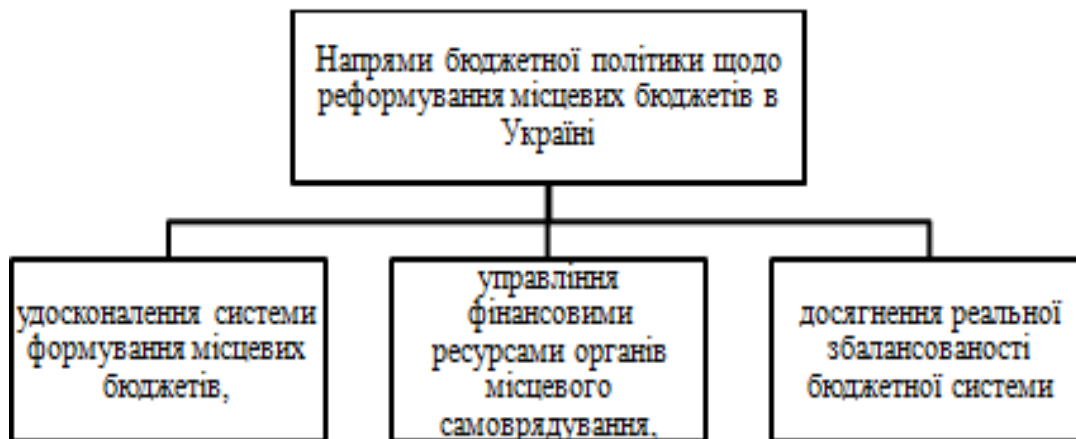 Напрями бюджетної політики щодо
реформування місцевих бюджетів в
Україні
удосконалення системи
формування місцевих
бюджетів,
управління
фінансовими
ресурсами органів
місцевого
самоврядування,
досягнення реальної
збалансованості
бюджетної системи